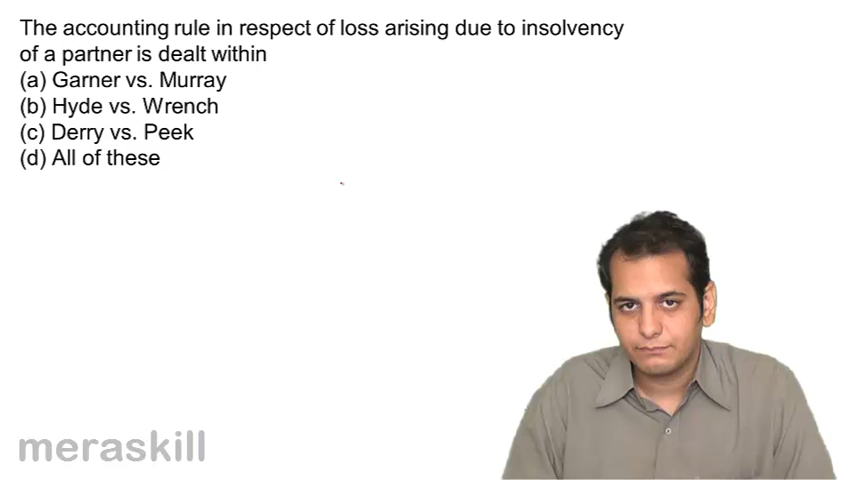 The accounting rule in respect of loss arising due to insolvency
of a partner is dealt within
(a) Garner vs. Murray
(b) Hyde vs. Wrench
(c) Derry vs. Peek
(d) All of these
meraskill